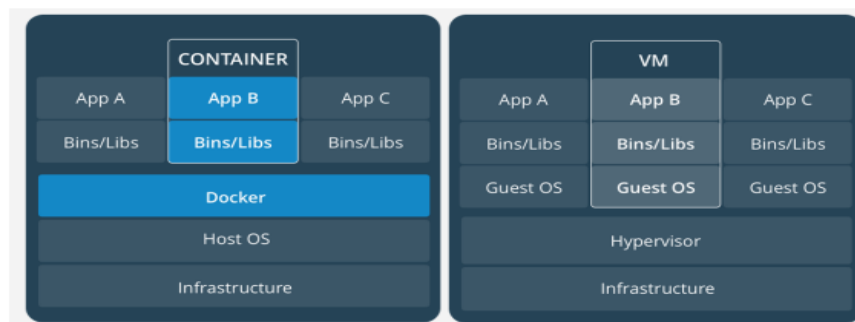 CONTAINER
App A App B App C
Bins/Libs Bins/Libs Bins/Libs
Docker
Host OS
Infrastructure
VM
App A App B App C
Bins/Libs Bins/Libs Bins/Libs
Guest OS Guest OS Guest OS
Hypervisor
Infrastructure